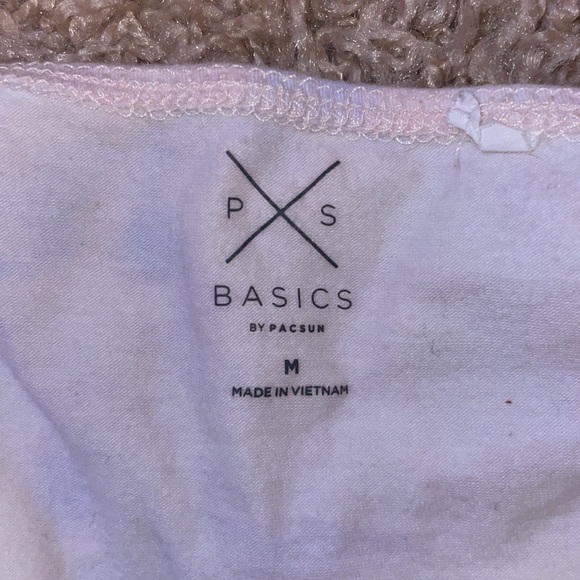 P S
BASICS
BY PACSUN
M
MADE IN VIETNAM